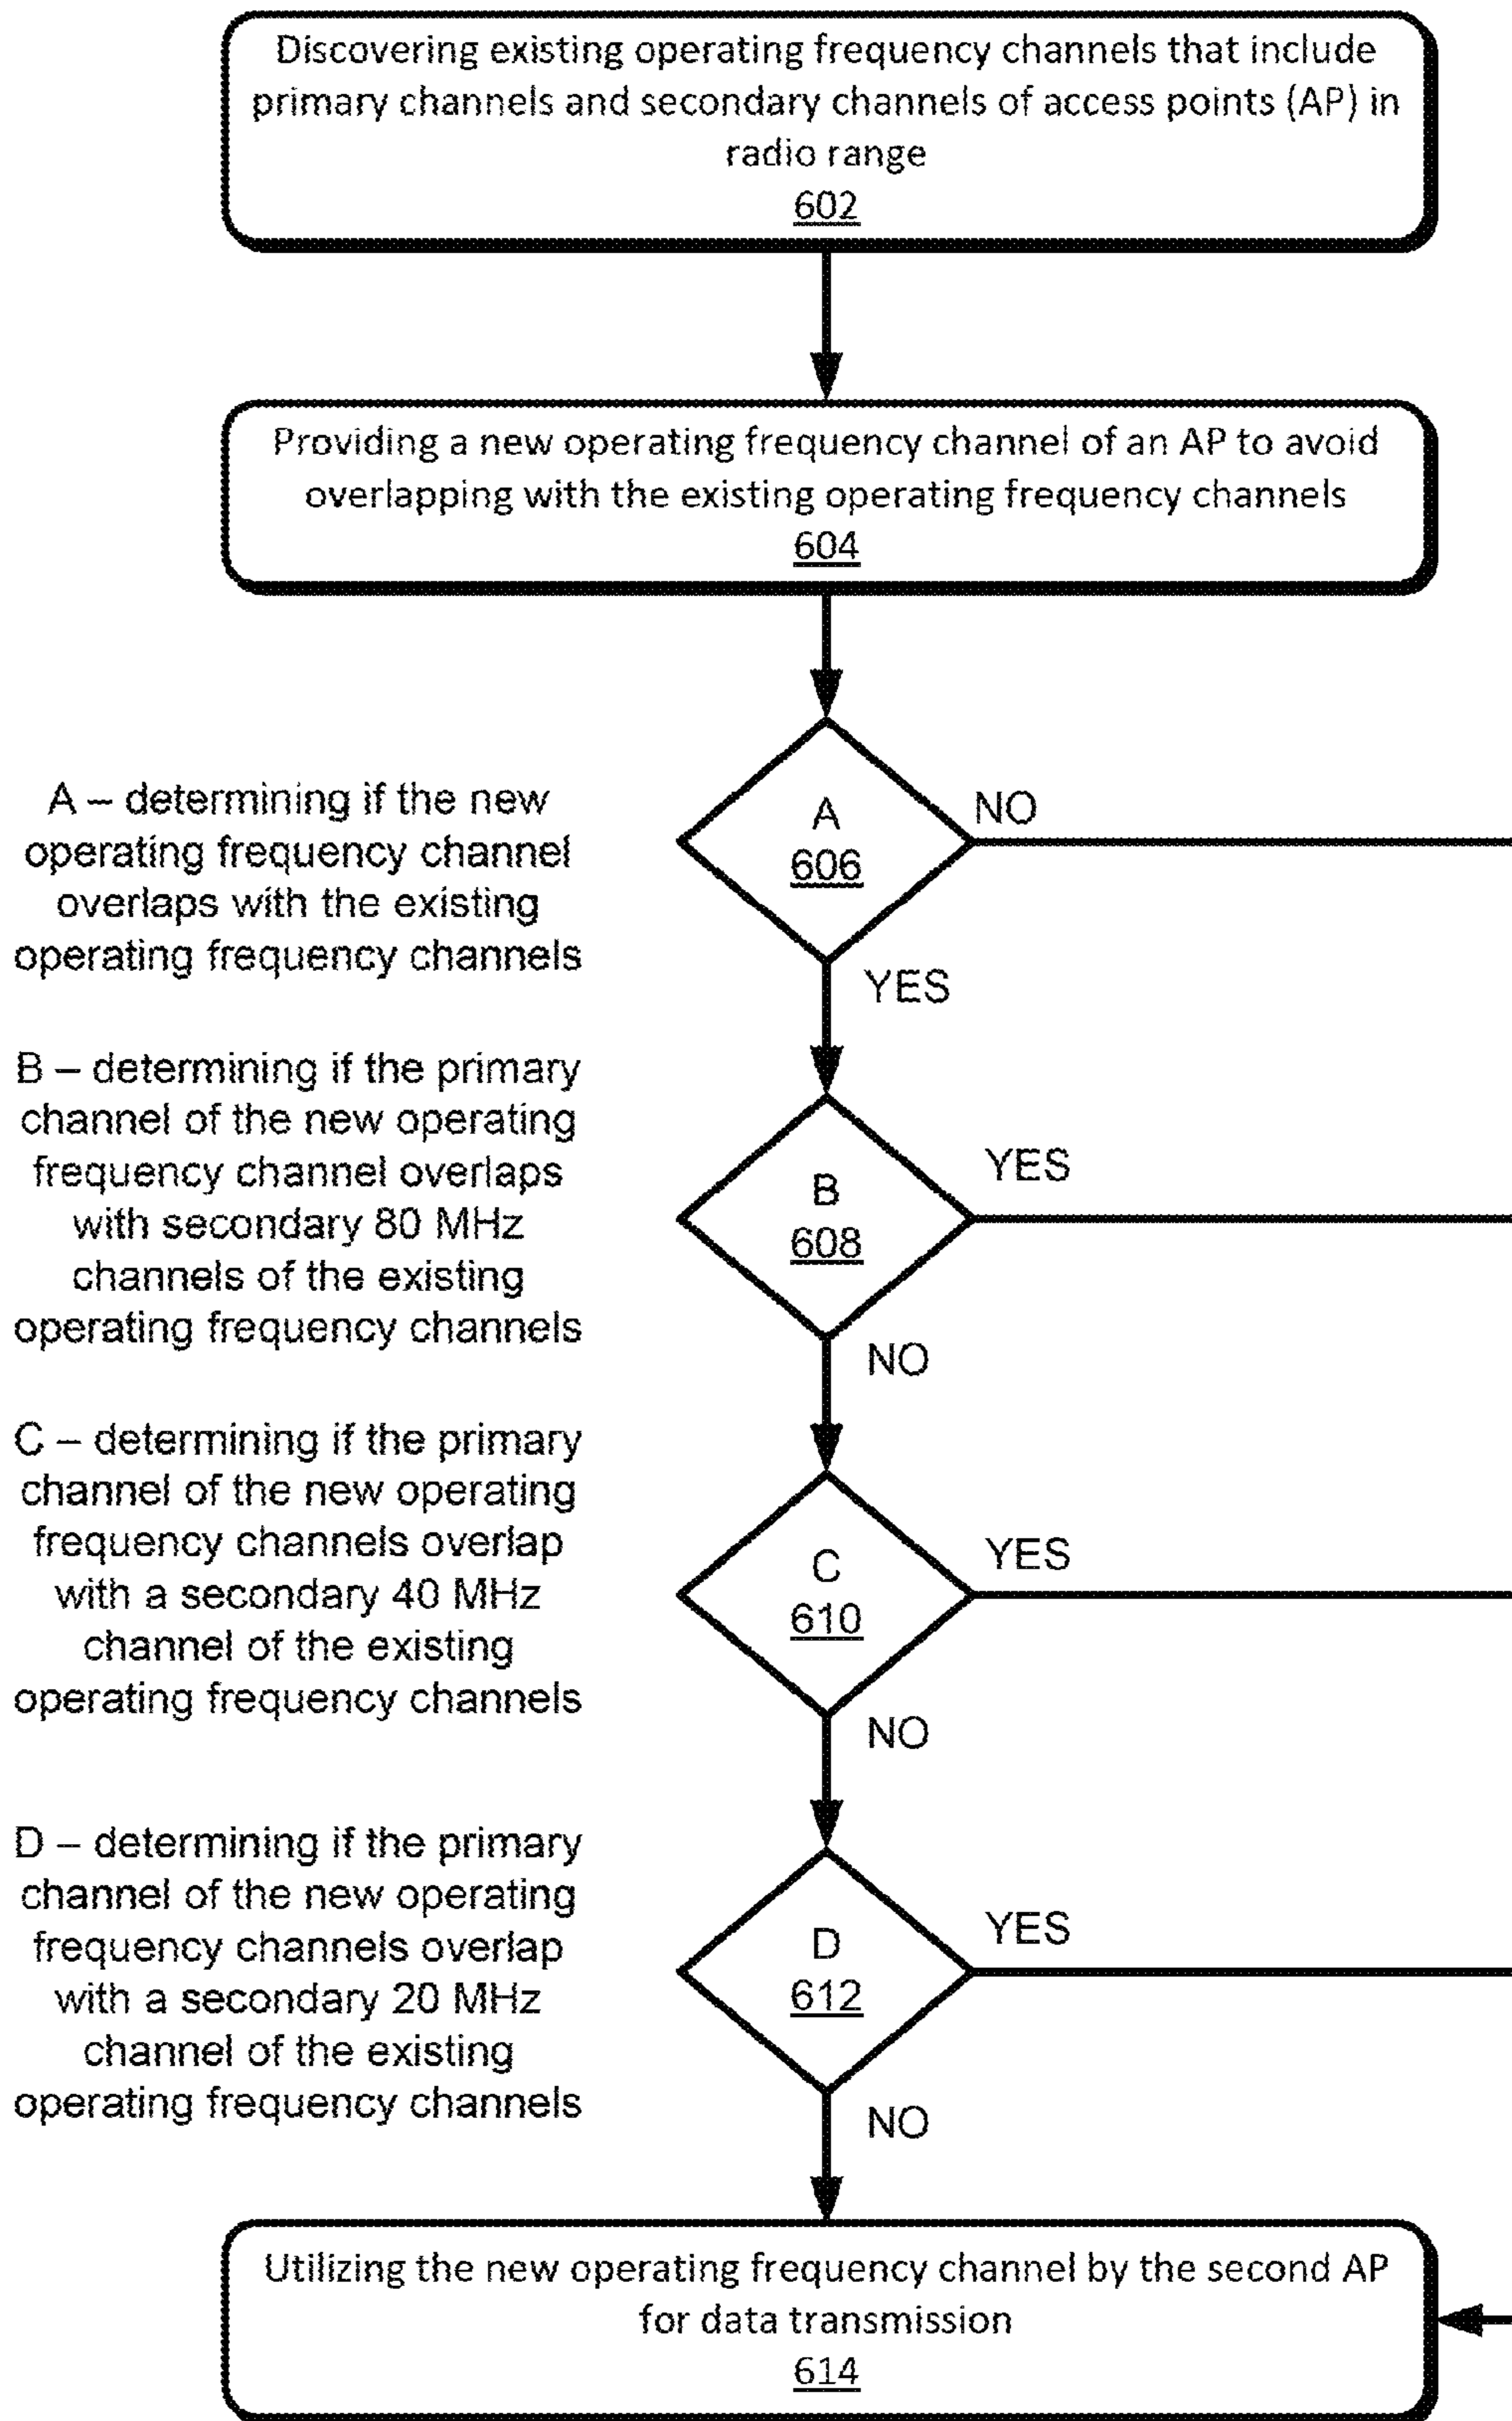 Discovering existing operating frequency channels that include
primary channels and secondary channels of access points (AP) in
radio range
602
Providing a new operating frequency channel of an AP to avoid
overlapping with the existing operating frequency channels
604
A – determining if the new
operating frequency channel
overlaps with the existing
operating frequency channels
A
606
NO
YES
B – determining if the primary
channel of the new operating
frequency channel overlaps
with secondary 80 MHz
channels of the existing
operating frequency channels
B
608
YES
NO
C – determining if the primary
channel of the new operating
frequency channels overlap
with a secondary 40 MHz
channel of the existing
operating frequency channels
C
610
YES
NO
D – determining if the primary
channel of the new operating
frequency channels overlap
with a secondary 20 MHz
channel of the existing
operating frequency channels
D
612
YES
NO
Utilizing the new operating frequency channel by the second AP
for data transmission
614